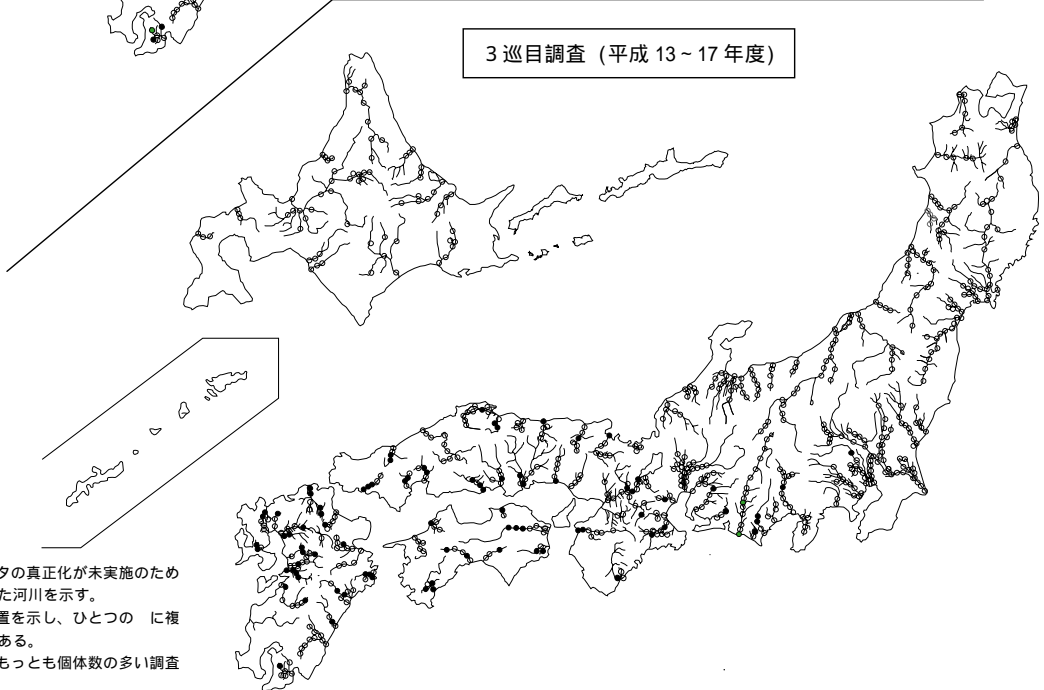 3巡目調査 (平成 13~17 年度)
タの真正化が未実施のため
た河川を示す。
置を示し、ひとつの　に複
ある。
もっとも個体数の多い調査